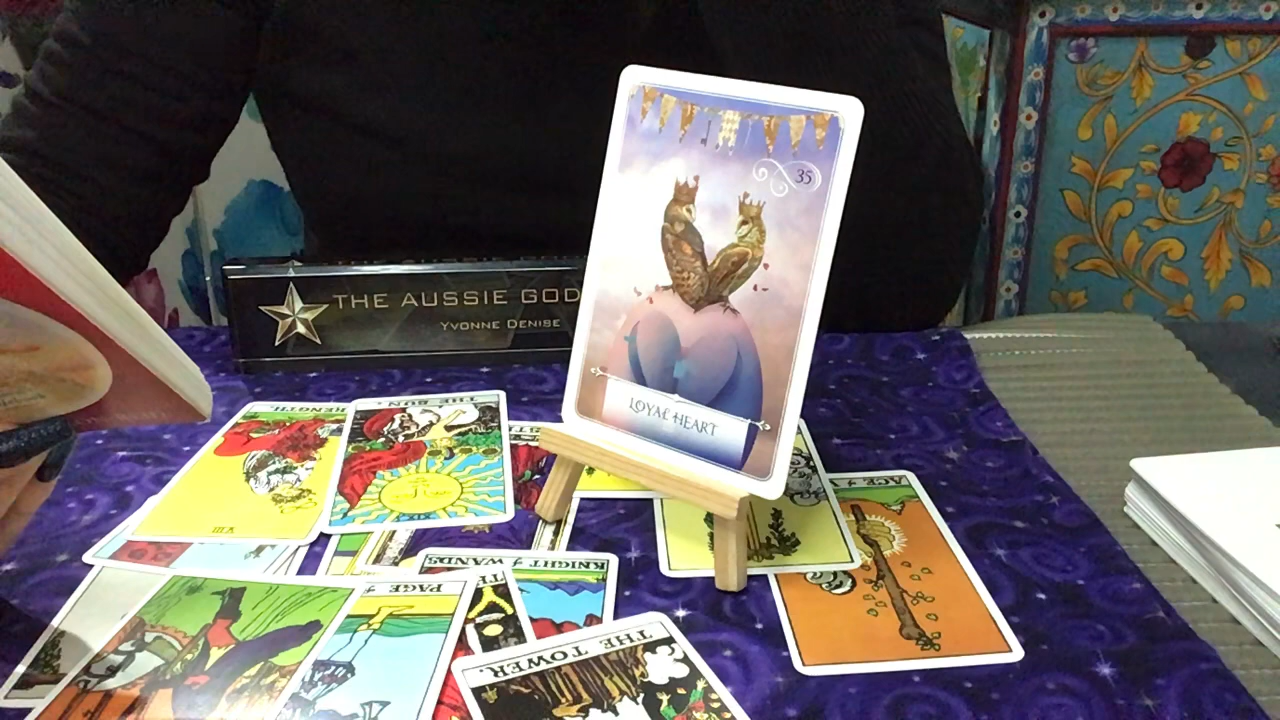 35
THE AUSSIE GOD
YVONNE DENISE
LOYAL HEART
RENGTH.
THE SUN.
VIII
ACE of
KNIGHT of WANDS.
PAGE of
THE TOWER.